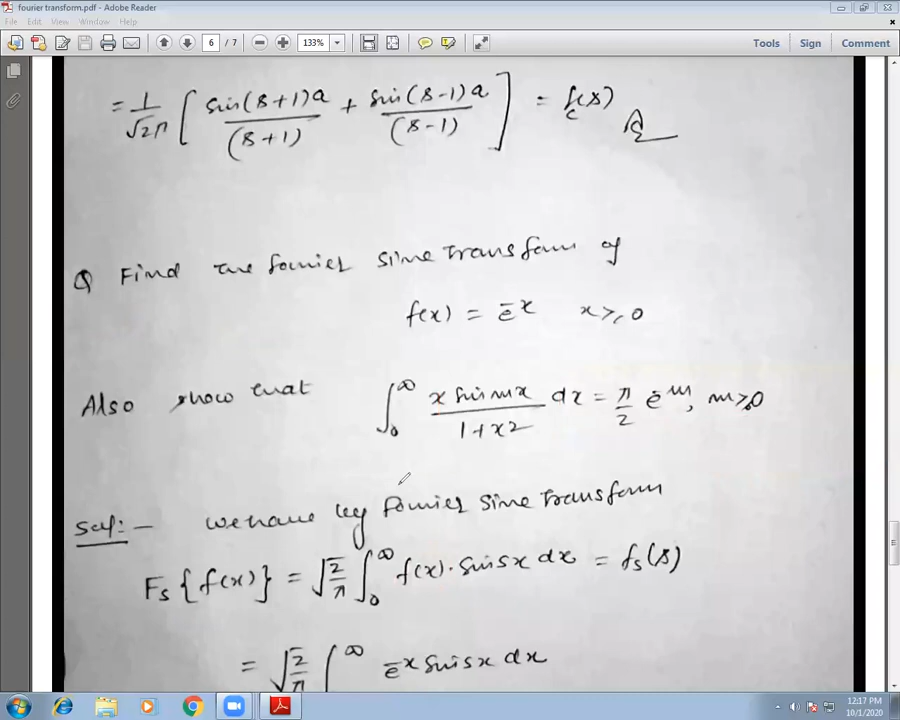 fourier transform.pdf - Adobe Reader
File Edit View Window Help
6 / 7 133% Tools Sign Comment
= 1/√2π [ sin(s+1)a/(s+1) + sin(s-1)a/(s-1) ] = fc(s)
Q Find the fourier sine transform of
f(x) = e^-x x ≥ 0
Also show that ∫₀^∞ x sin mx / 1+x² dx = π/2 e^-m, m ≥ 0
Sol:- we have by Fourier Sine transform
Fs{f(x)} = √2/π ∫₀^∞ f(x)·sin sx dx = fs(s)
= √2/π ∫^∞ e^-x sin sx dx
12:17 PM
10/1/2020